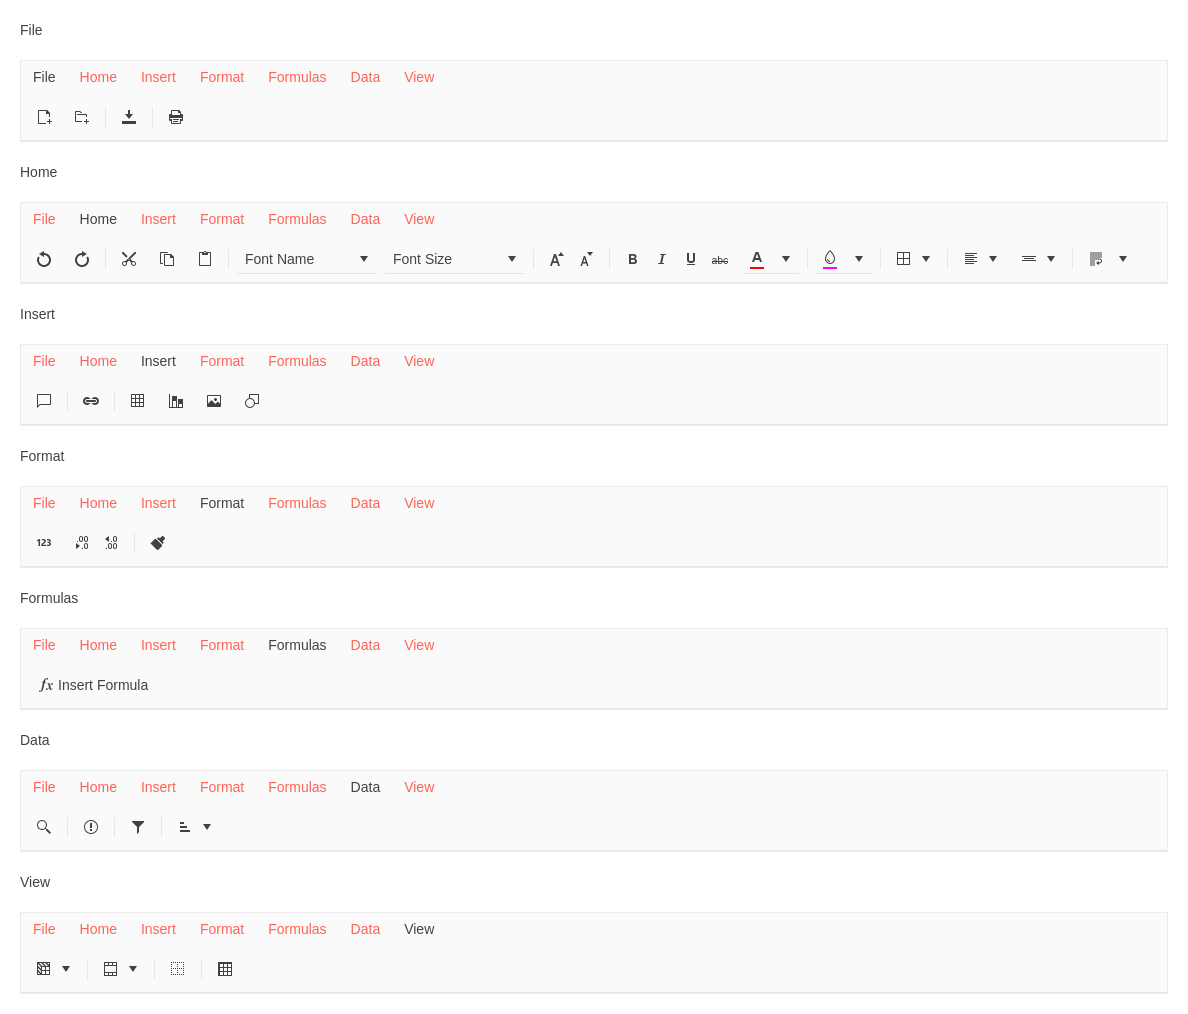 File
File Home Insert Format Formulas Data View
Home
File Home Insert Format Formulas Data View
Font Name Font Size A A B I U abc A
Insert
File Home Insert Format Formulas Data View
Format
File Home Insert Format Formulas Data View
123 .00 .0 .0 .00
Formulas
File Home Insert Format Formulas Data View
fx Insert Formula
Data
File Home Insert Format Formulas Data View
View
File Home Insert Format Formulas Data View